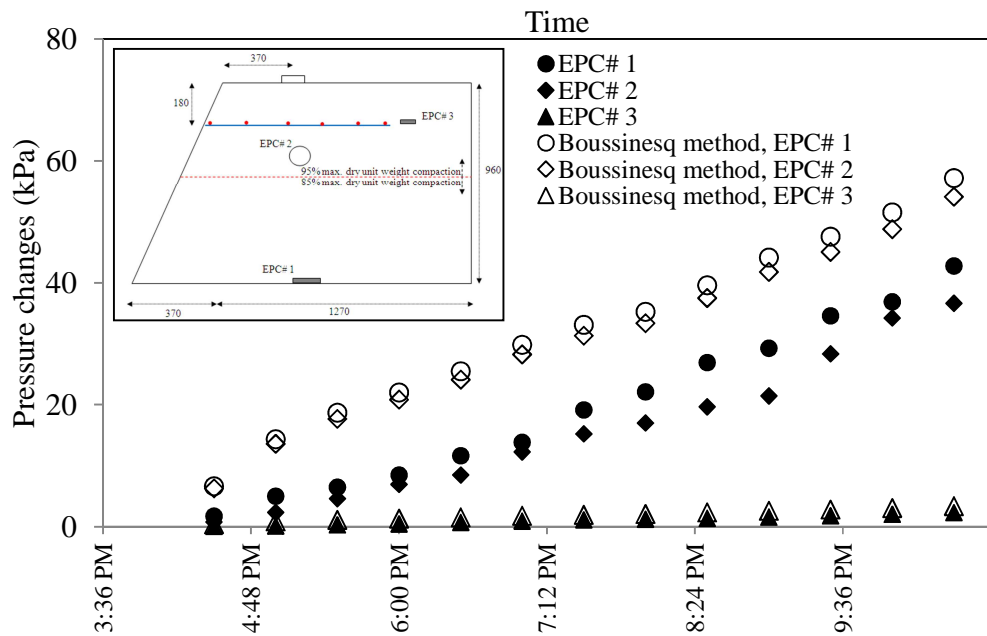 Time
80
60
40
20
0
Pressure changes (kPa)
3:36 PM
4:48 PM
6:00 PM
7:12 PM
8:24 PM
9:36 PM
EPC# 1
EPC# 2
EPC# 3
Boussinesq method, EPC# 1
Boussinesq method, EPC# 2
Boussinesq method, EPC# 3
370
180
EPC# 3
EPC# 2
95% max. dry unit weight compaction
85% max. dry unit weight compaction
960
EPC# 1
370
1270